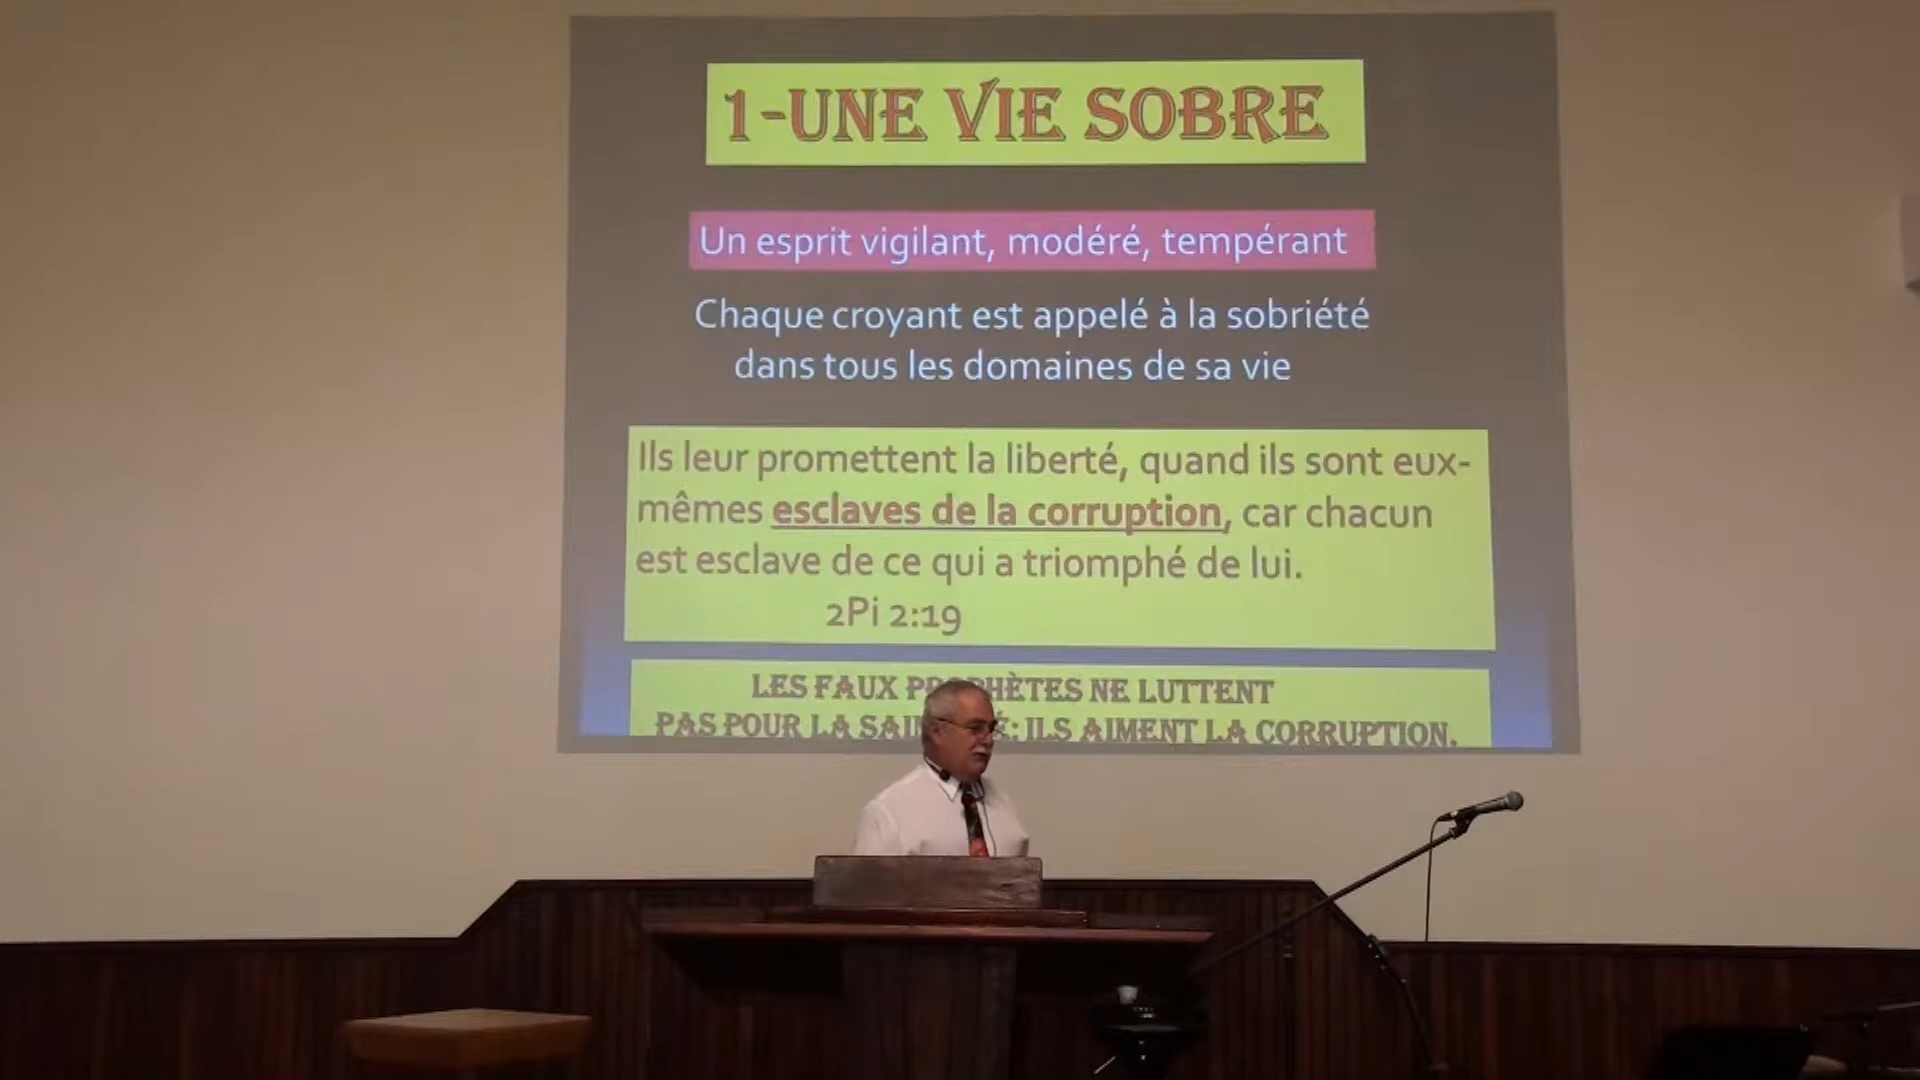 1-UNE VIE SOBRE
Un esprit vigilant, modéré, tempérant
Chaque croyant est appelé à la sobriété
dans tous les domaines de sa vie
Ils leur promettent la liberté, quand ils sont eux-
mêmes esclaves de la corruption, car chacun
est esclave de ce qui a triomphé de lui.
2Pi 2:19
LES FAUX NE LUTTENT
PAS POUR LA : ILS AIMENT LA CORRUPTION.